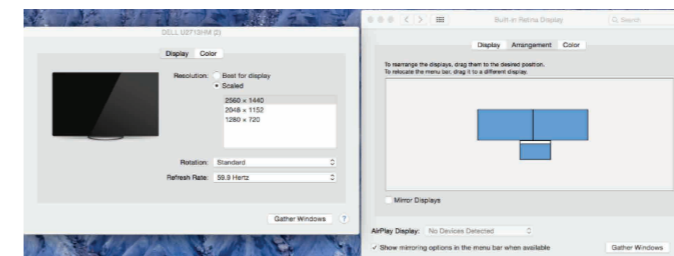 DELL U2713HM (2)
Display Color
Resolution: Best for display
Scaled
2560 × 1440
2048 × 1152
1280 × 720
Rotation: Standard
Refresh Rate: 59.9 Hertz
Gather Windows ?
Built-in Retina Display
Search
Display Arrangement Color
To rearrange the displays, drag them to the desired position.
To relocate the menu bar, drag it to a different display.
Mirror Displays
AirPlay Display: No Devices Detected
Show mirroring options in the menu bar when available
Gather Windows